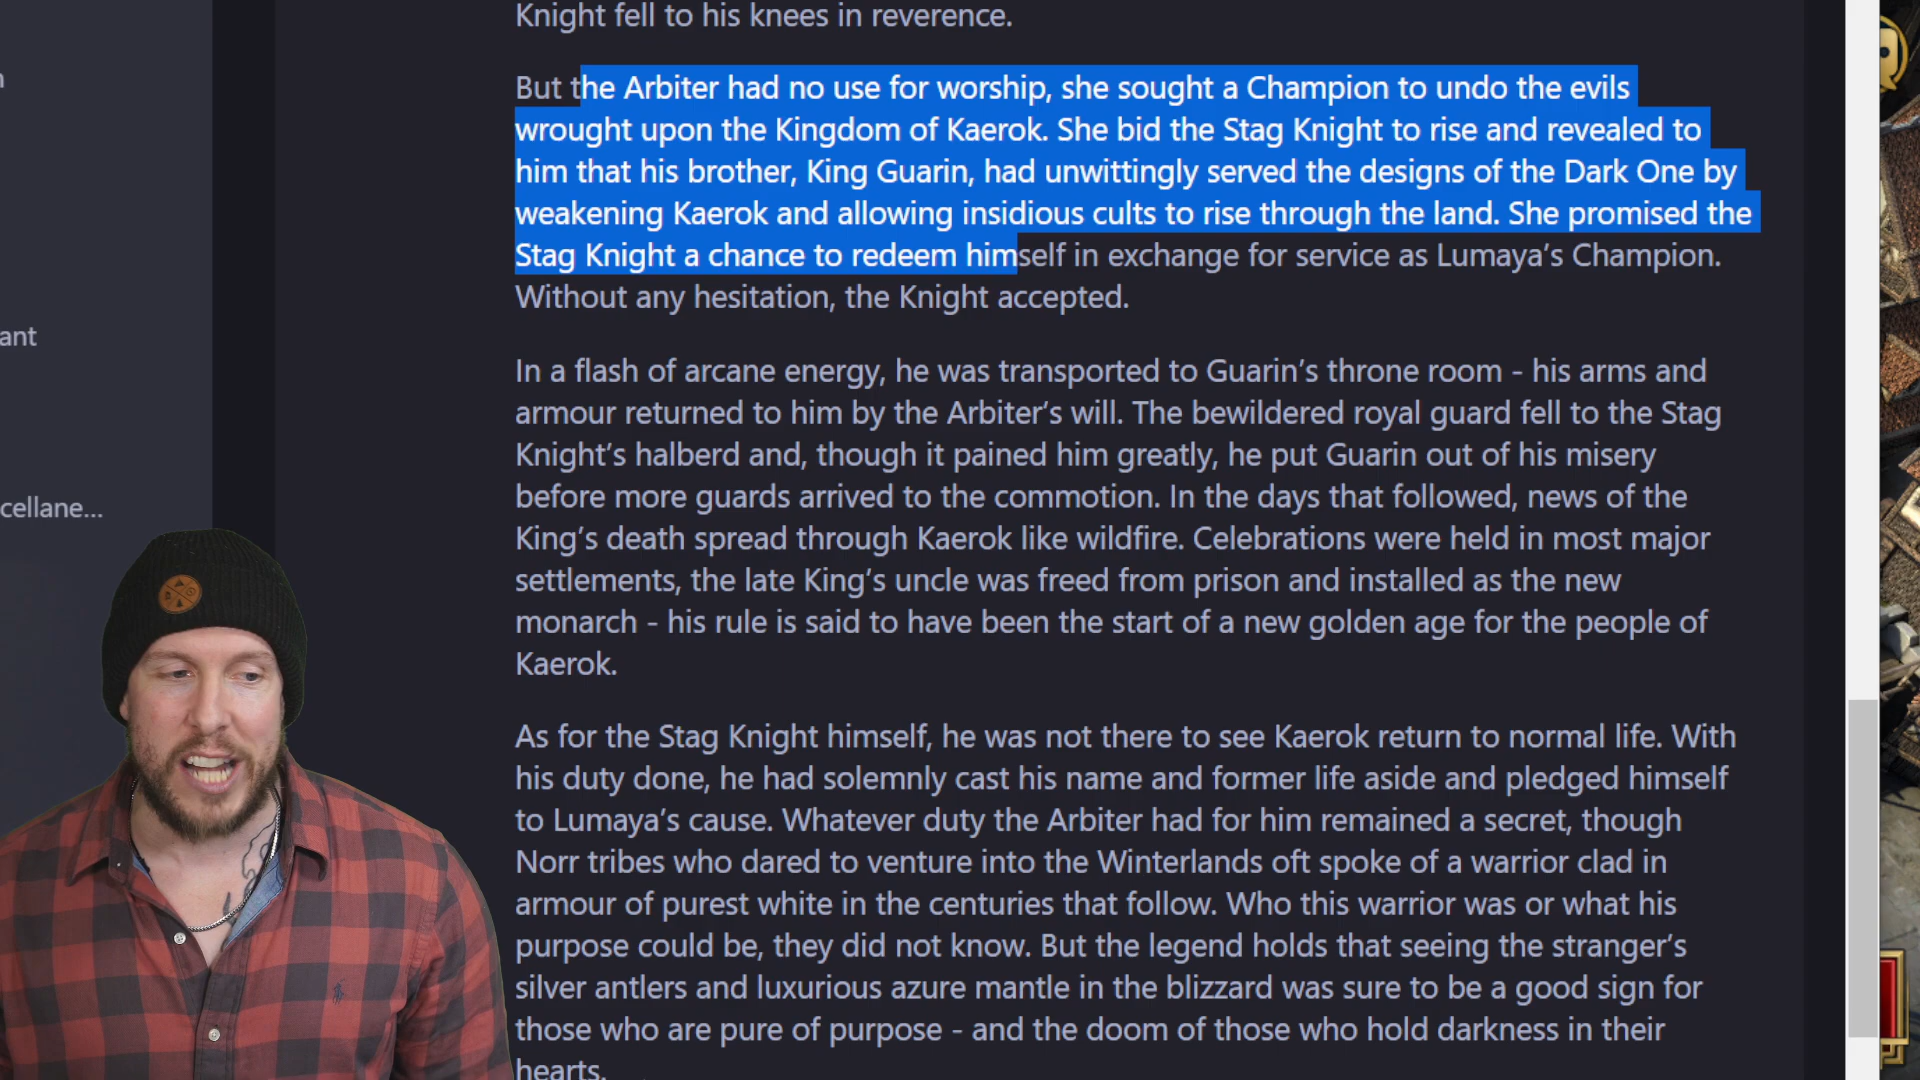 Knight fell to his knees in reverence.
But the Arbiter had no use for worship, she sought a Champion to undo the evils
wrought upon the Kingdom of Kaerok. She bid the Stag Knight to rise and revealed to
him that his brother, King Guarin, had unwittingly served the designs of the Dark One by
weakening Kaerok and allowing insidious cults to rise through the land. She promised the
Stag Knight a chance to redeem himself in exchange for service as Lumaya’s Champion.
Without any hesitation, the Knight accepted.
ant
In a flash of arcane energy, he was transported to Guarin’s throne room - his arms and
armour returned to him by the Arbiter’s will. The bewildered royal guard fell to the Stag
Knight’s halberd and, though it pained him greatly, he put Guarin out of his misery
before more guards arrived to the commotion. In the days that followed, news of the
cellane...
King’s death spread through Kaerok like wildfire. Celebrations were held in most major
settlements, the late King’s uncle was freed from prison and installed as the new
monarch - his rule is said to have been the start of a new golden age for the people of
Kaerok.
As for the Stag Knight himself, he was not there to see Kaerok return to normal life. With
his duty done, he had solemnly cast his name and former life aside and pledged himself
to Lumaya’s cause. Whatever duty the Arbiter had for him remained a secret, though
Norr tribes who dared to venture into the Winterlands oft spoke of a warrior clad in
armour of purest white in the centuries that follow. Who this warrior was or what his
purpose could be, they did not know. But the legend holds that seeing the stranger’s
silver antlers and luxurious azure mantle in the blizzard was sure to be a good sign for
those who are pure of purpose - and the doom of those who hold darkness in their
hearts.